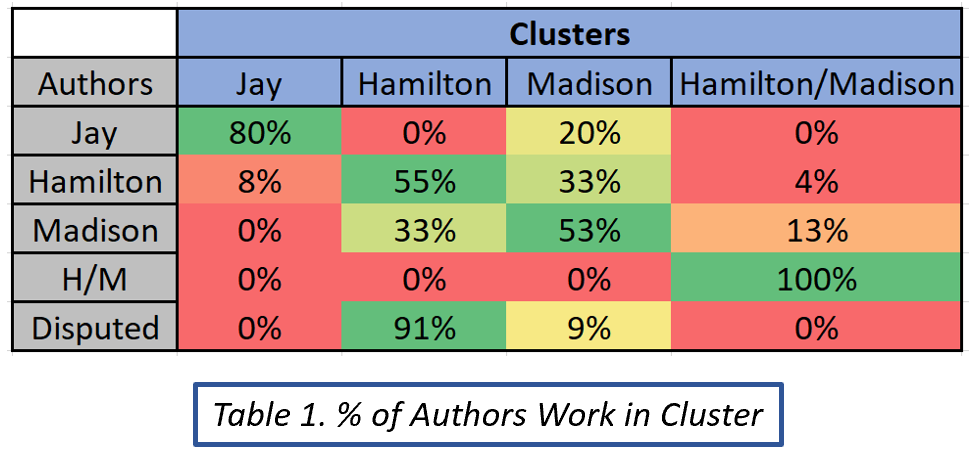 Clusters
Authors Jay Hamilton Madison Hamilton/Madison
Jay 80% 0% 20% 0%
Hamilton 8% 55% 33% 4%
Madison 0% 33% 53% 13%
H/M 0% 0% 0% 100%
Disputed 0% 91% 9% 0%
Table 1. % of Authors Work in Cluster